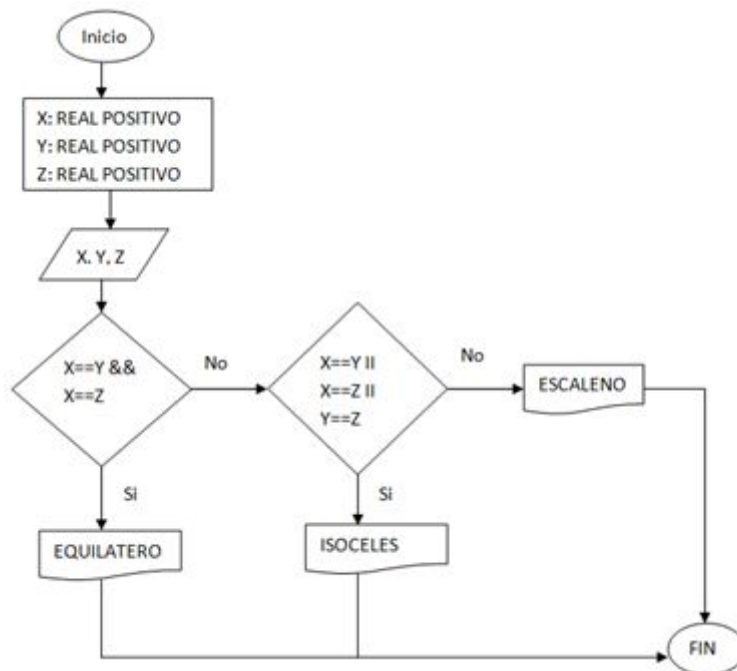 Inicio
X: REAL POSITIVO
Y: REAL POSITIVO
Z: REAL POSITIVO
X. Y, Z
X==Y &&
X==Z
No
X==Y II
X==Z II
Y==Z
No
ESCALENO
Si
Si
EQUILATERO
ISOCELES
FIN